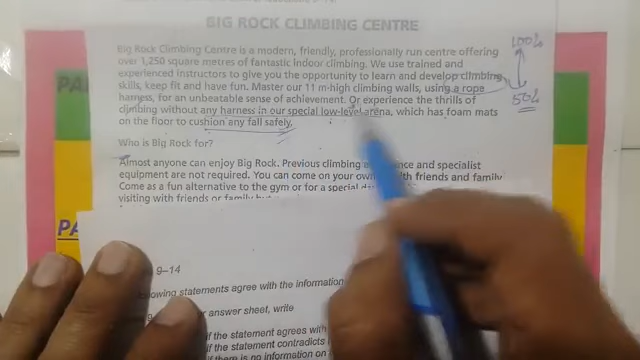 BIG ROCK CLIMBING CENTRE
Big Rock Climbing Centre is a modern, friendly, professionally run centre offering
over 1,250 square metres of fantastic indoor climbing. We use trained and
experienced instructors to give you the opportunity to learn and develop climbing
skills, keep fit and have fun. Master our 11 m-high climbing walls, using a rope
harness, for an unbeatable sense of achievement. Or experience the thrills of
climbing without any harness in our special low-level arena, which has foam mats
on the floor to cushion any fall safely.
100%
50%
Who is Big Rock for?
Almost anyone can enjoy Big Rock. Previous climbing and specialist
equipment are not required. You can come on your own with friends and family
Come as a fun alternative to the gym or for a special
visiting with friends or family
PA
PA
9–14
following statements agree with the information
answer sheet, write
if the statement agrees with
if the statement contradicts
if there is no information on